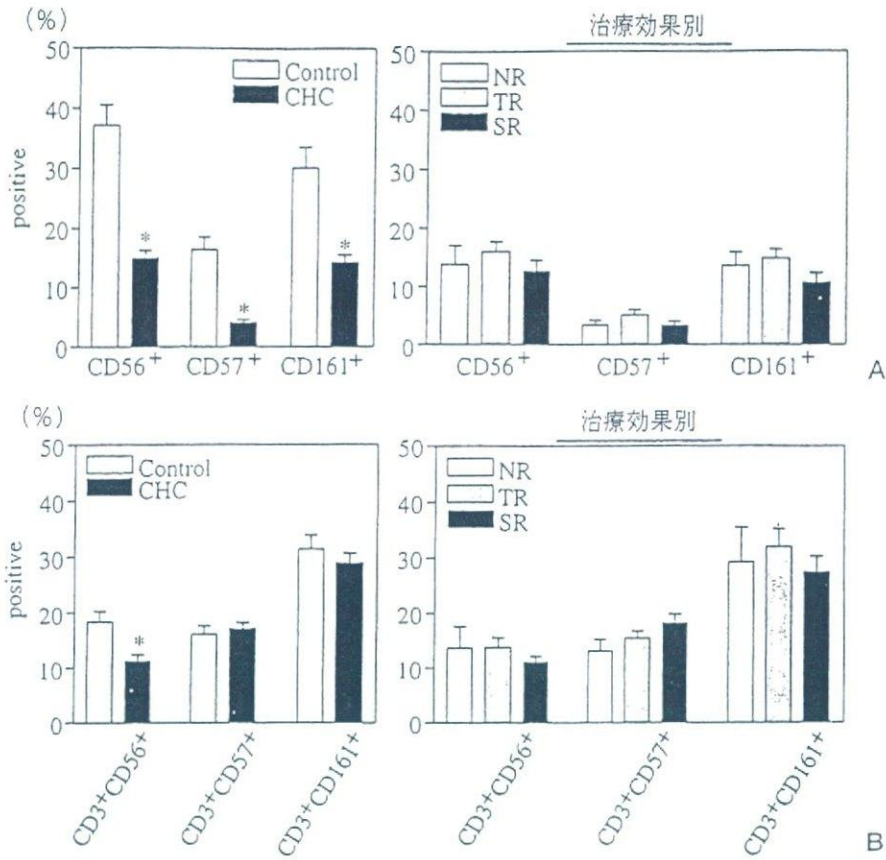 (%)
50
40
30
20
10
0
positive
Control
CHC
*
*
*
CD56+
CD57+
CD161+
治療効果別
50
40
30
20
10
0
NR
TR
SR
CD56+
CD57+
CD161+
A
(%)
50
40
30
20
10
0
positive
Control
CHC
*
CD3+CD56+
CD3+CD57+
CD3+CD161+
治療効果別
50
40
30
20
10
0
NR
TR
SR
CD3+CD56+
CD3+CD57+
CD3+CD161+
B